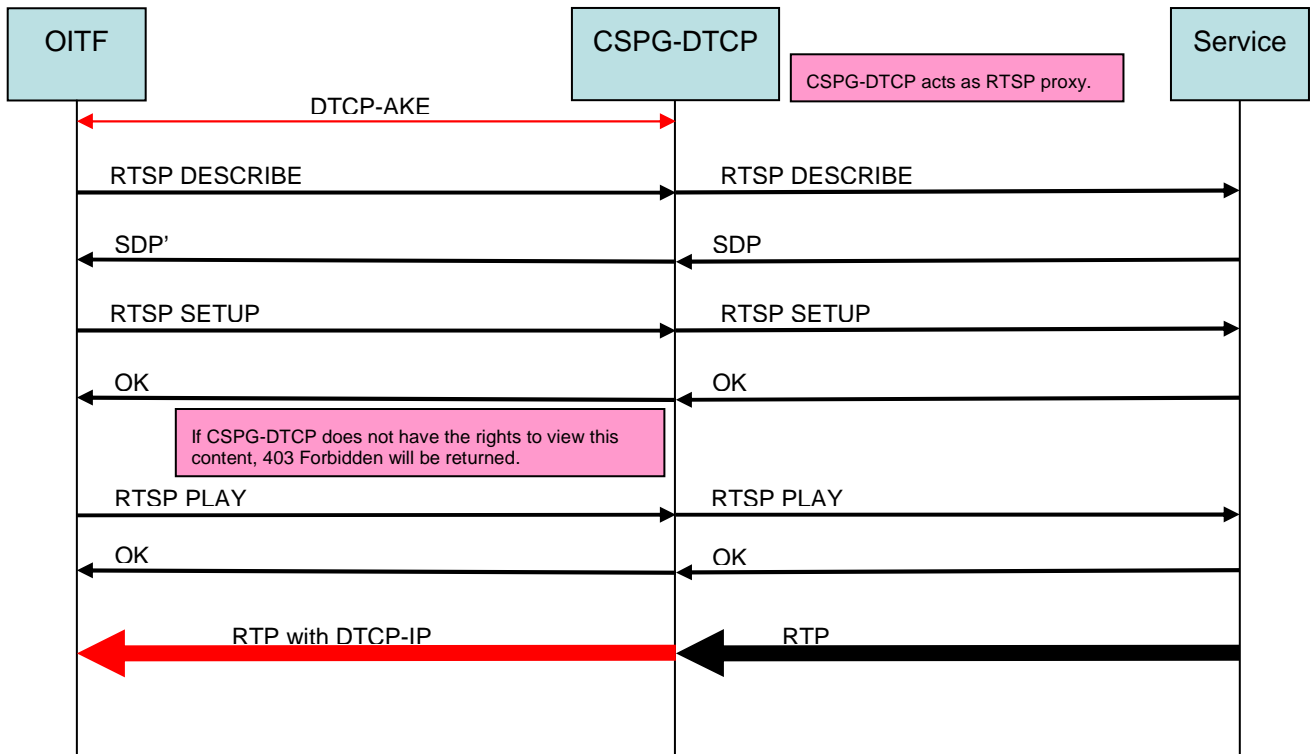 OITF
CSPG-DTCP
Service
CSPG-DTCP acts as RTSP proxy.
DTCP-AKE
RTSP DESCRIBE
RTSP DESCRIBE
SDP'
SDP
RTSP SETUP
RTSP SETUP
OK
OK
If CSPG-DTCP does not have the rights to view this
content, 403 Forbidden will be returned.
RTSP PLAY
RTSP PLAY
OK
OK
RTP with DTCP-IP
RTP